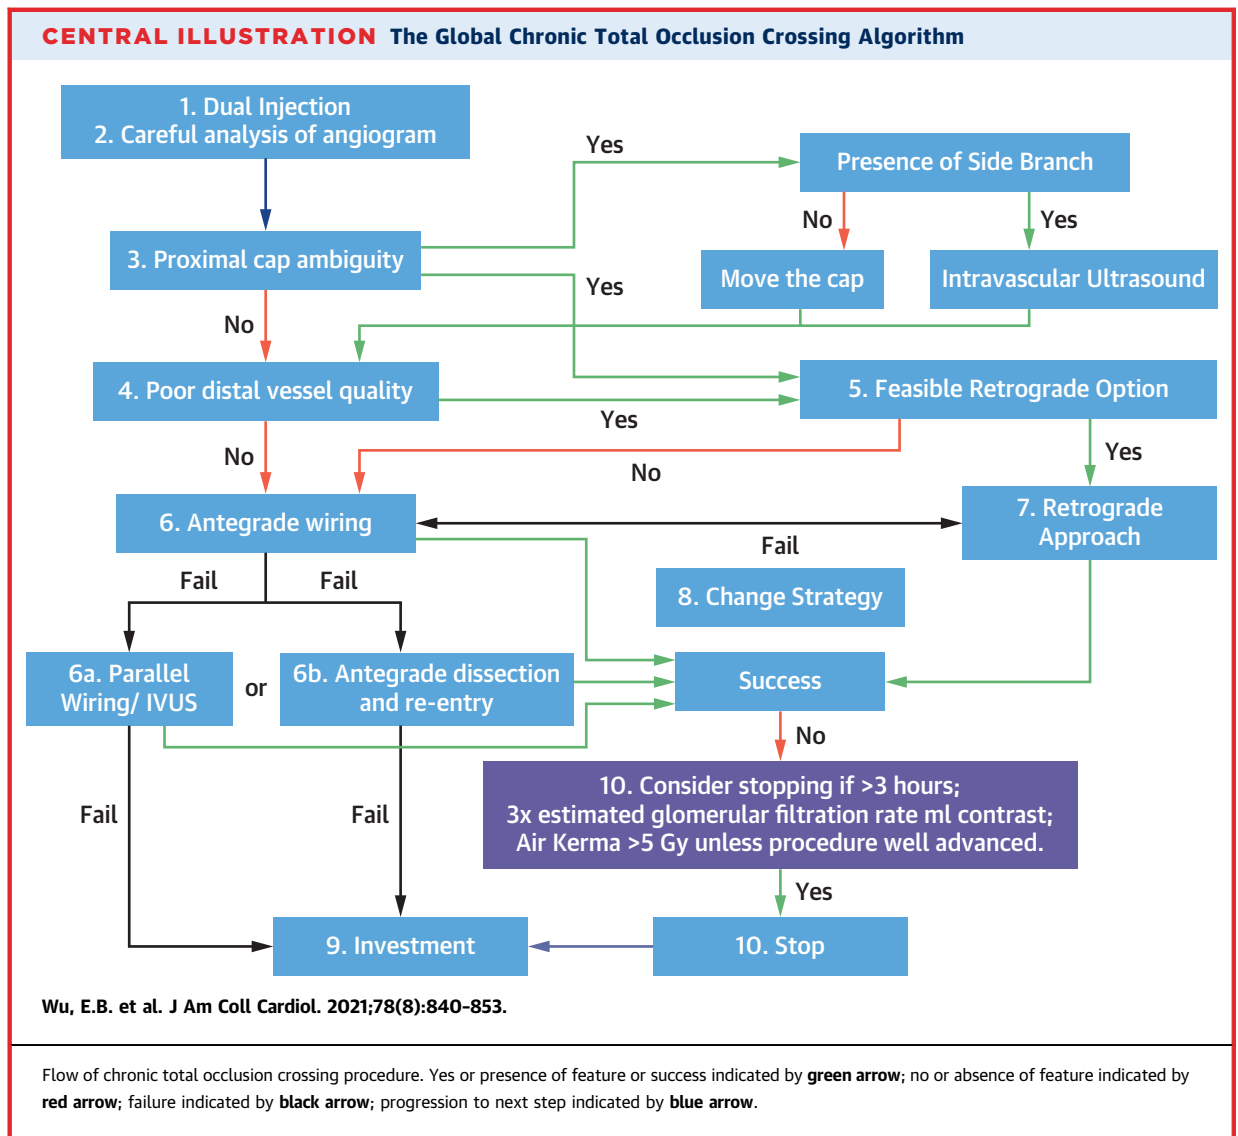 CENTRAL ILLUSTRATION The Global Chronic Total Occlusion Crossing Algorithm
1. Dual Injection
2. Careful analysis of angiogram
Yes
Presence of Side Branch
No
Yes
3. Proximal cap ambiguity
Yes
Move the cap
Intravascular Ultrasound
No
4. Poor distal vessel quality
Yes
5. Feasible Retrograde Option
No
No
Yes
6. Antegrade wiring
Fail
7. Retrograde
Approach
Fail
Fail
8. Change Strategy
6a. Parallel
Wiring/ IVUS
or
6b. Antegrade dissection
and re-entry
Success
No
Fail
Fail
10. Consider stopping if >3 hours;
3x estimated glomerular filtration rate ml contrast;
Air Kerma >5 Gy unless procedure well advanced.
Yes
9. Investment
10. Stop
Wu, E.B. et al. J Am Coll Cardiol. 2021;78(8):840–853.
Flow of chronic total occlusion crossing procedure. Yes or presence of feature or success indicated by green arrow; no or absence of feature indicated by
red arrow; failure indicated by black arrow; progression to next step indicated by blue arrow.